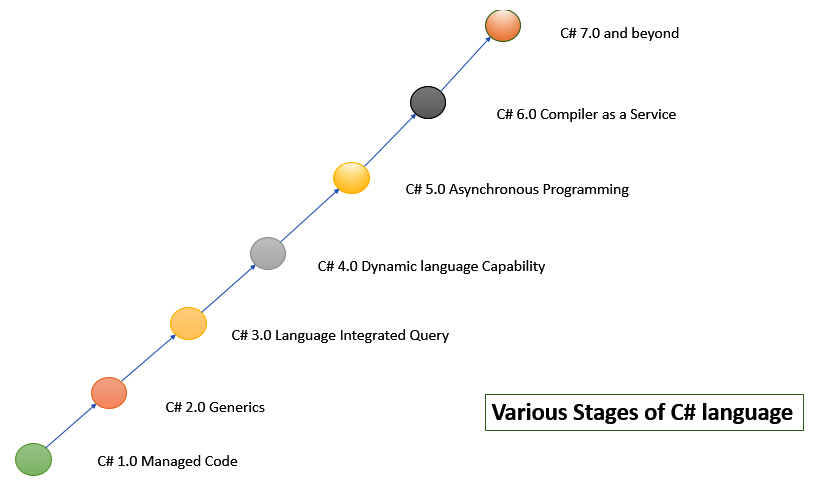 C# 7.0 and beyond
C# 6.0 Compiler as a Service
C# 5.0 Asynchronous Programming
C# 4.0 Dynamic language Capability
C# 3.0 Language Integrated Query
C# 2.0 Generics
Various Stages of C# language
C# 1.0 Managed Code